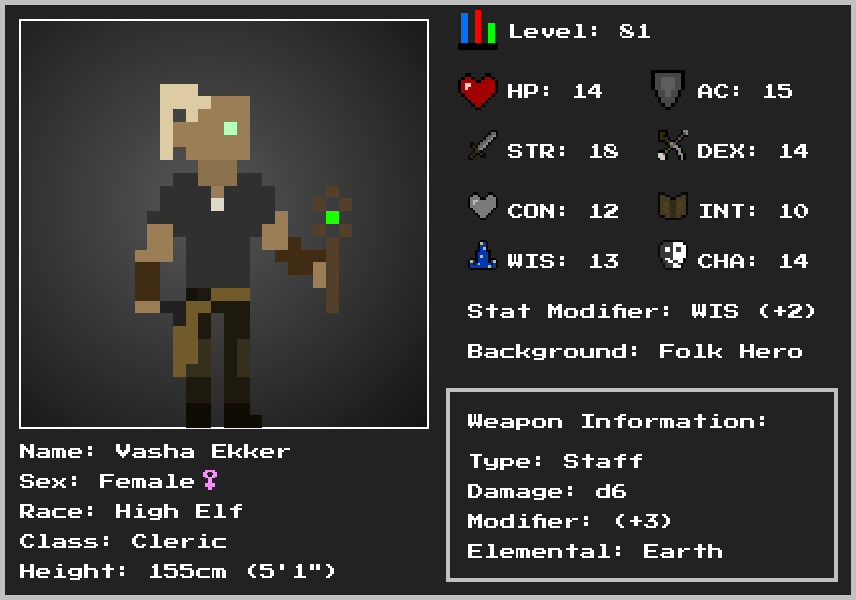 Level: 81
HP: 14
AC: 15
STR: 18
DEX: 14
CON: 12
INT: 10
WIS: 13
CHA: 14
Stat Modifier: WIS (+2)
Background: Folk Hero
Weapon Information:
Type: Staff
Damage: d6
Modifier: (+3)
Elemental: Earth
Name: Vasha Ekker
Sex: Female♀
Race: High Elf
Class: Cleric
Height: 155cm (5'1")